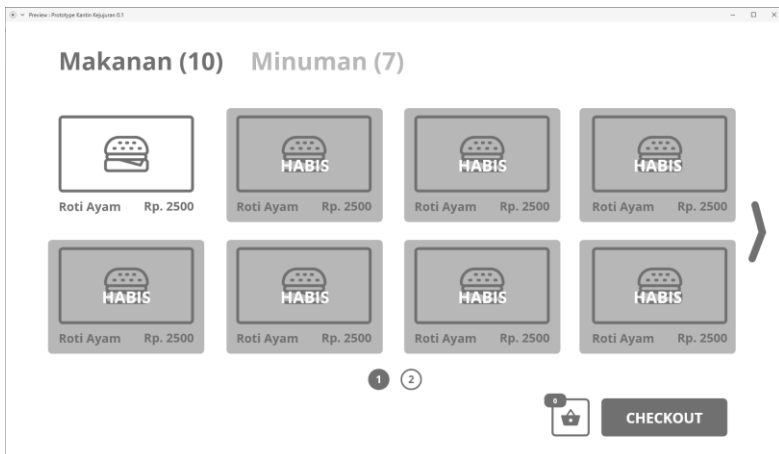 Preview : Prototype Kantin Kejujuran 0.1
Makanan (10) Minuman (7)
HABIS HABIS HABIS
Roti Ayam Rp. 2500 Roti Ayam Rp. 2500 Roti Ayam Rp. 2500 Roti Ayam Rp. 2500
HABIS HABIS HABIS HABIS
Roti Ayam Rp. 2500 Roti Ayam Rp. 2500 Roti Ayam Rp. 2500 Roti Ayam Rp. 2500
1 2
0
CHECKOUT